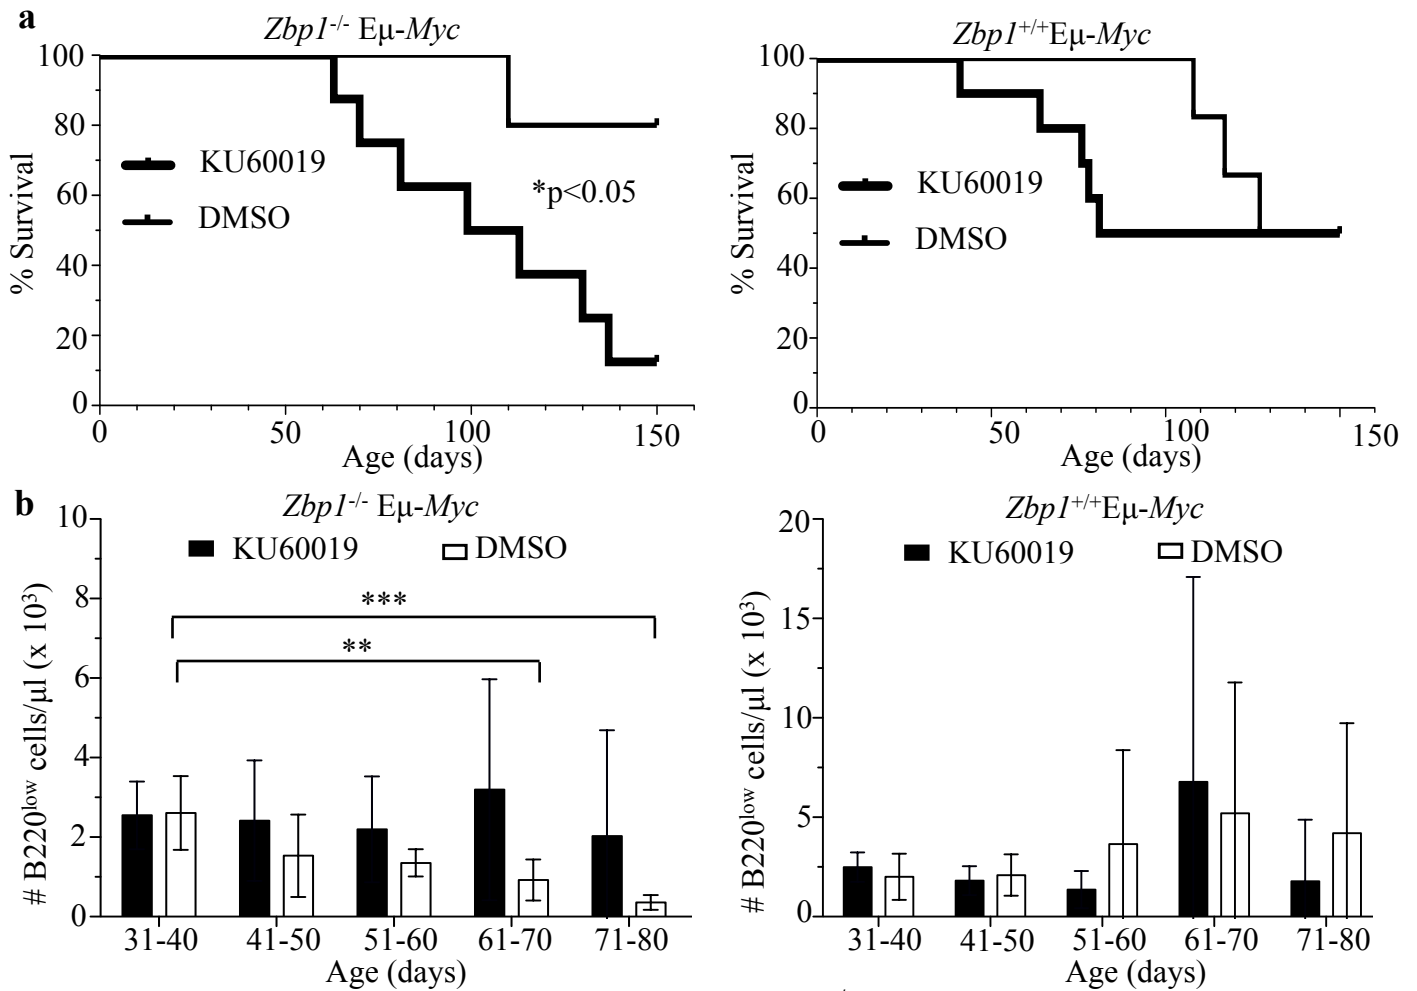 a
Zbp1-/- Eμ-Myc
100
80
60
40
20
0
% Survival
KU60019
DMSO
*p<0.05
0 50 100 150
Age (days)
Zbp1+/+Eμ-Myc
100
80
60
40
20
0
% Survival
KU60019
DMSO
0 50 100 150
Age (days)
b
Zbp1-/- Eμ-Myc
10
8
6
4
2
0
# B220low cells/μl (x 10³)
KU60019 DMSO
***
**
31-40 41-50 51-60 61-70 71-80
Age (days)
Zbp1+/+Eμ-Myc
20
15
10
5
0
# B220low cells/μl (x 10³)
KU60019 DMSO
31-40 41-50 51-60 61-70 71-80
Age (days)